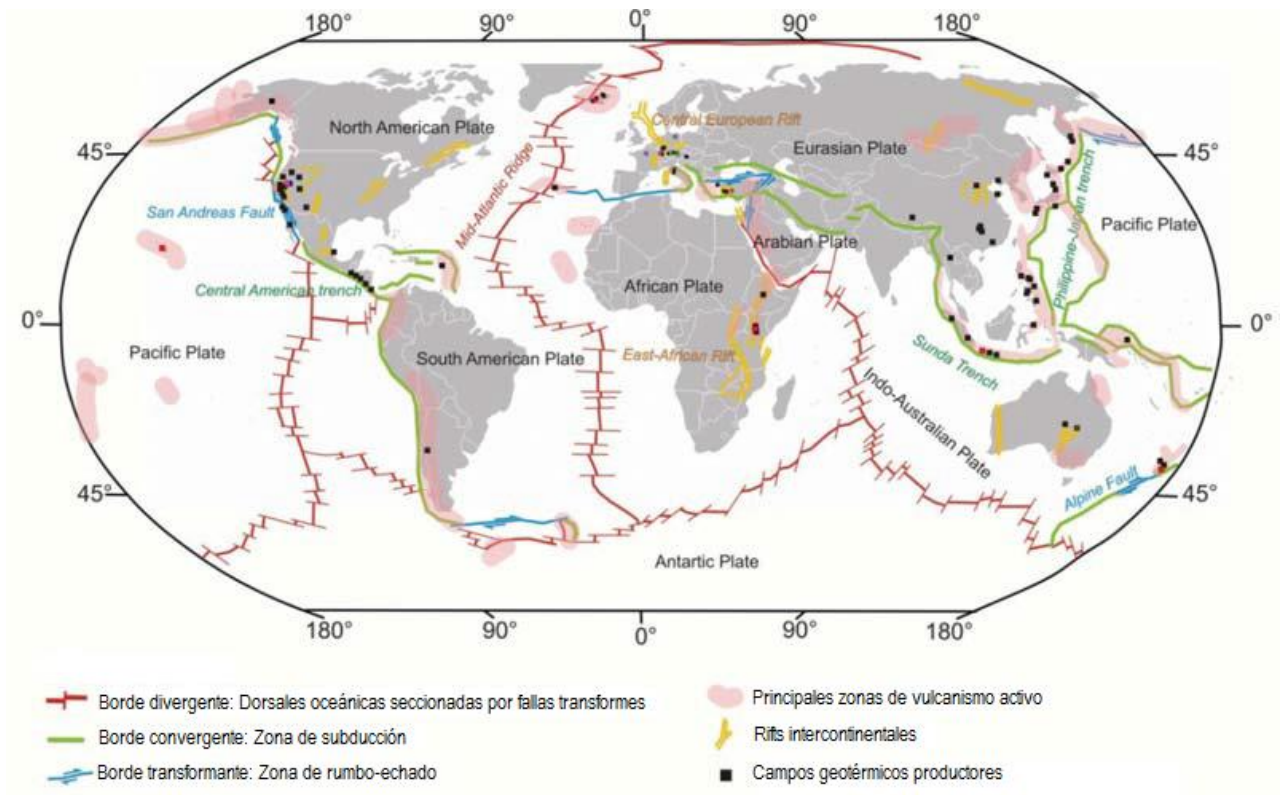 180°
90°
0°
90°
180°
North American Plate
Central European Rift
Eurasian Plate
45°
45°
Mid-Atlantic Ridge
San Andreas Fault
Philippine-Japan trench
Pacific Plate
Arabian Plate
African Plate
Central American trench
0°
0°
Pacific Plate
South American Plate
East-African Rift
Sunda Trench
Indo-Australian Plate
45°
Alpine Fault
45°
Antartic Plate
180°
90°
0°
90°
180°
Borde divergente: Dorsales oceánicas seccionadas por fallas transformes
Borde convergente: Zona de subducción
Borde transformante: Zona de rumbo-echado
Principales zonas de vulcanismo activo
Rifts intercontinentales
Campos geotérmicos productores